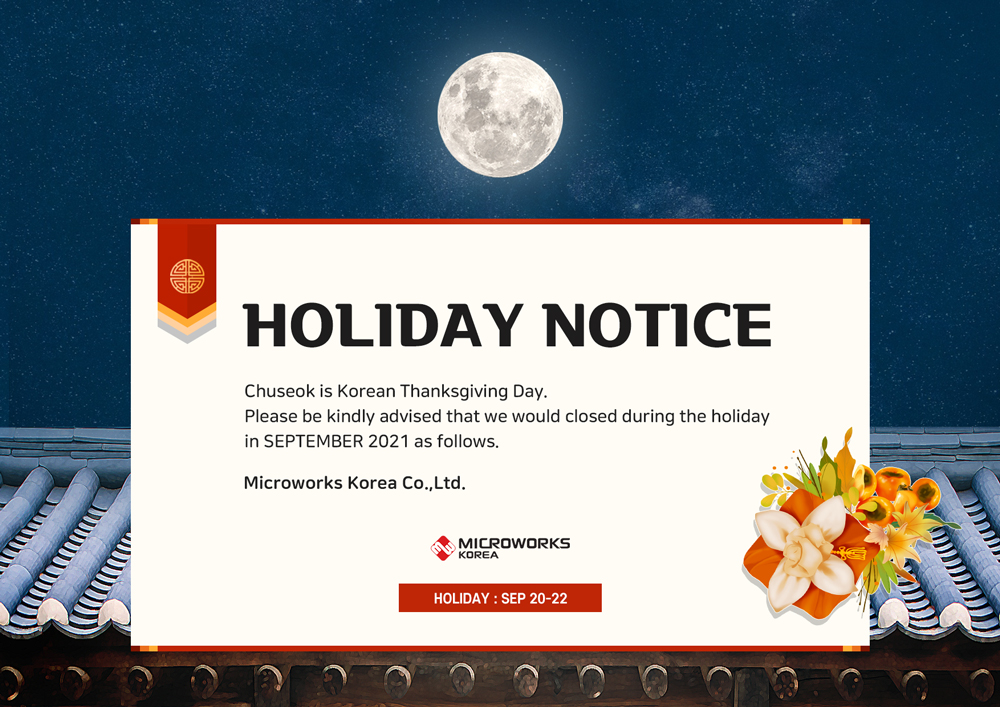 HOLIDAY NOTICE
Chuseok is Korean Thanksgiving Day.
Please be kindly advised that we would closed during the holiday
in SEPTEMBER 2021 as follows.
Microworks Korea Co.,Ltd.
MICROWORKS
KOREA
HOLIDAY : SEP 20-22